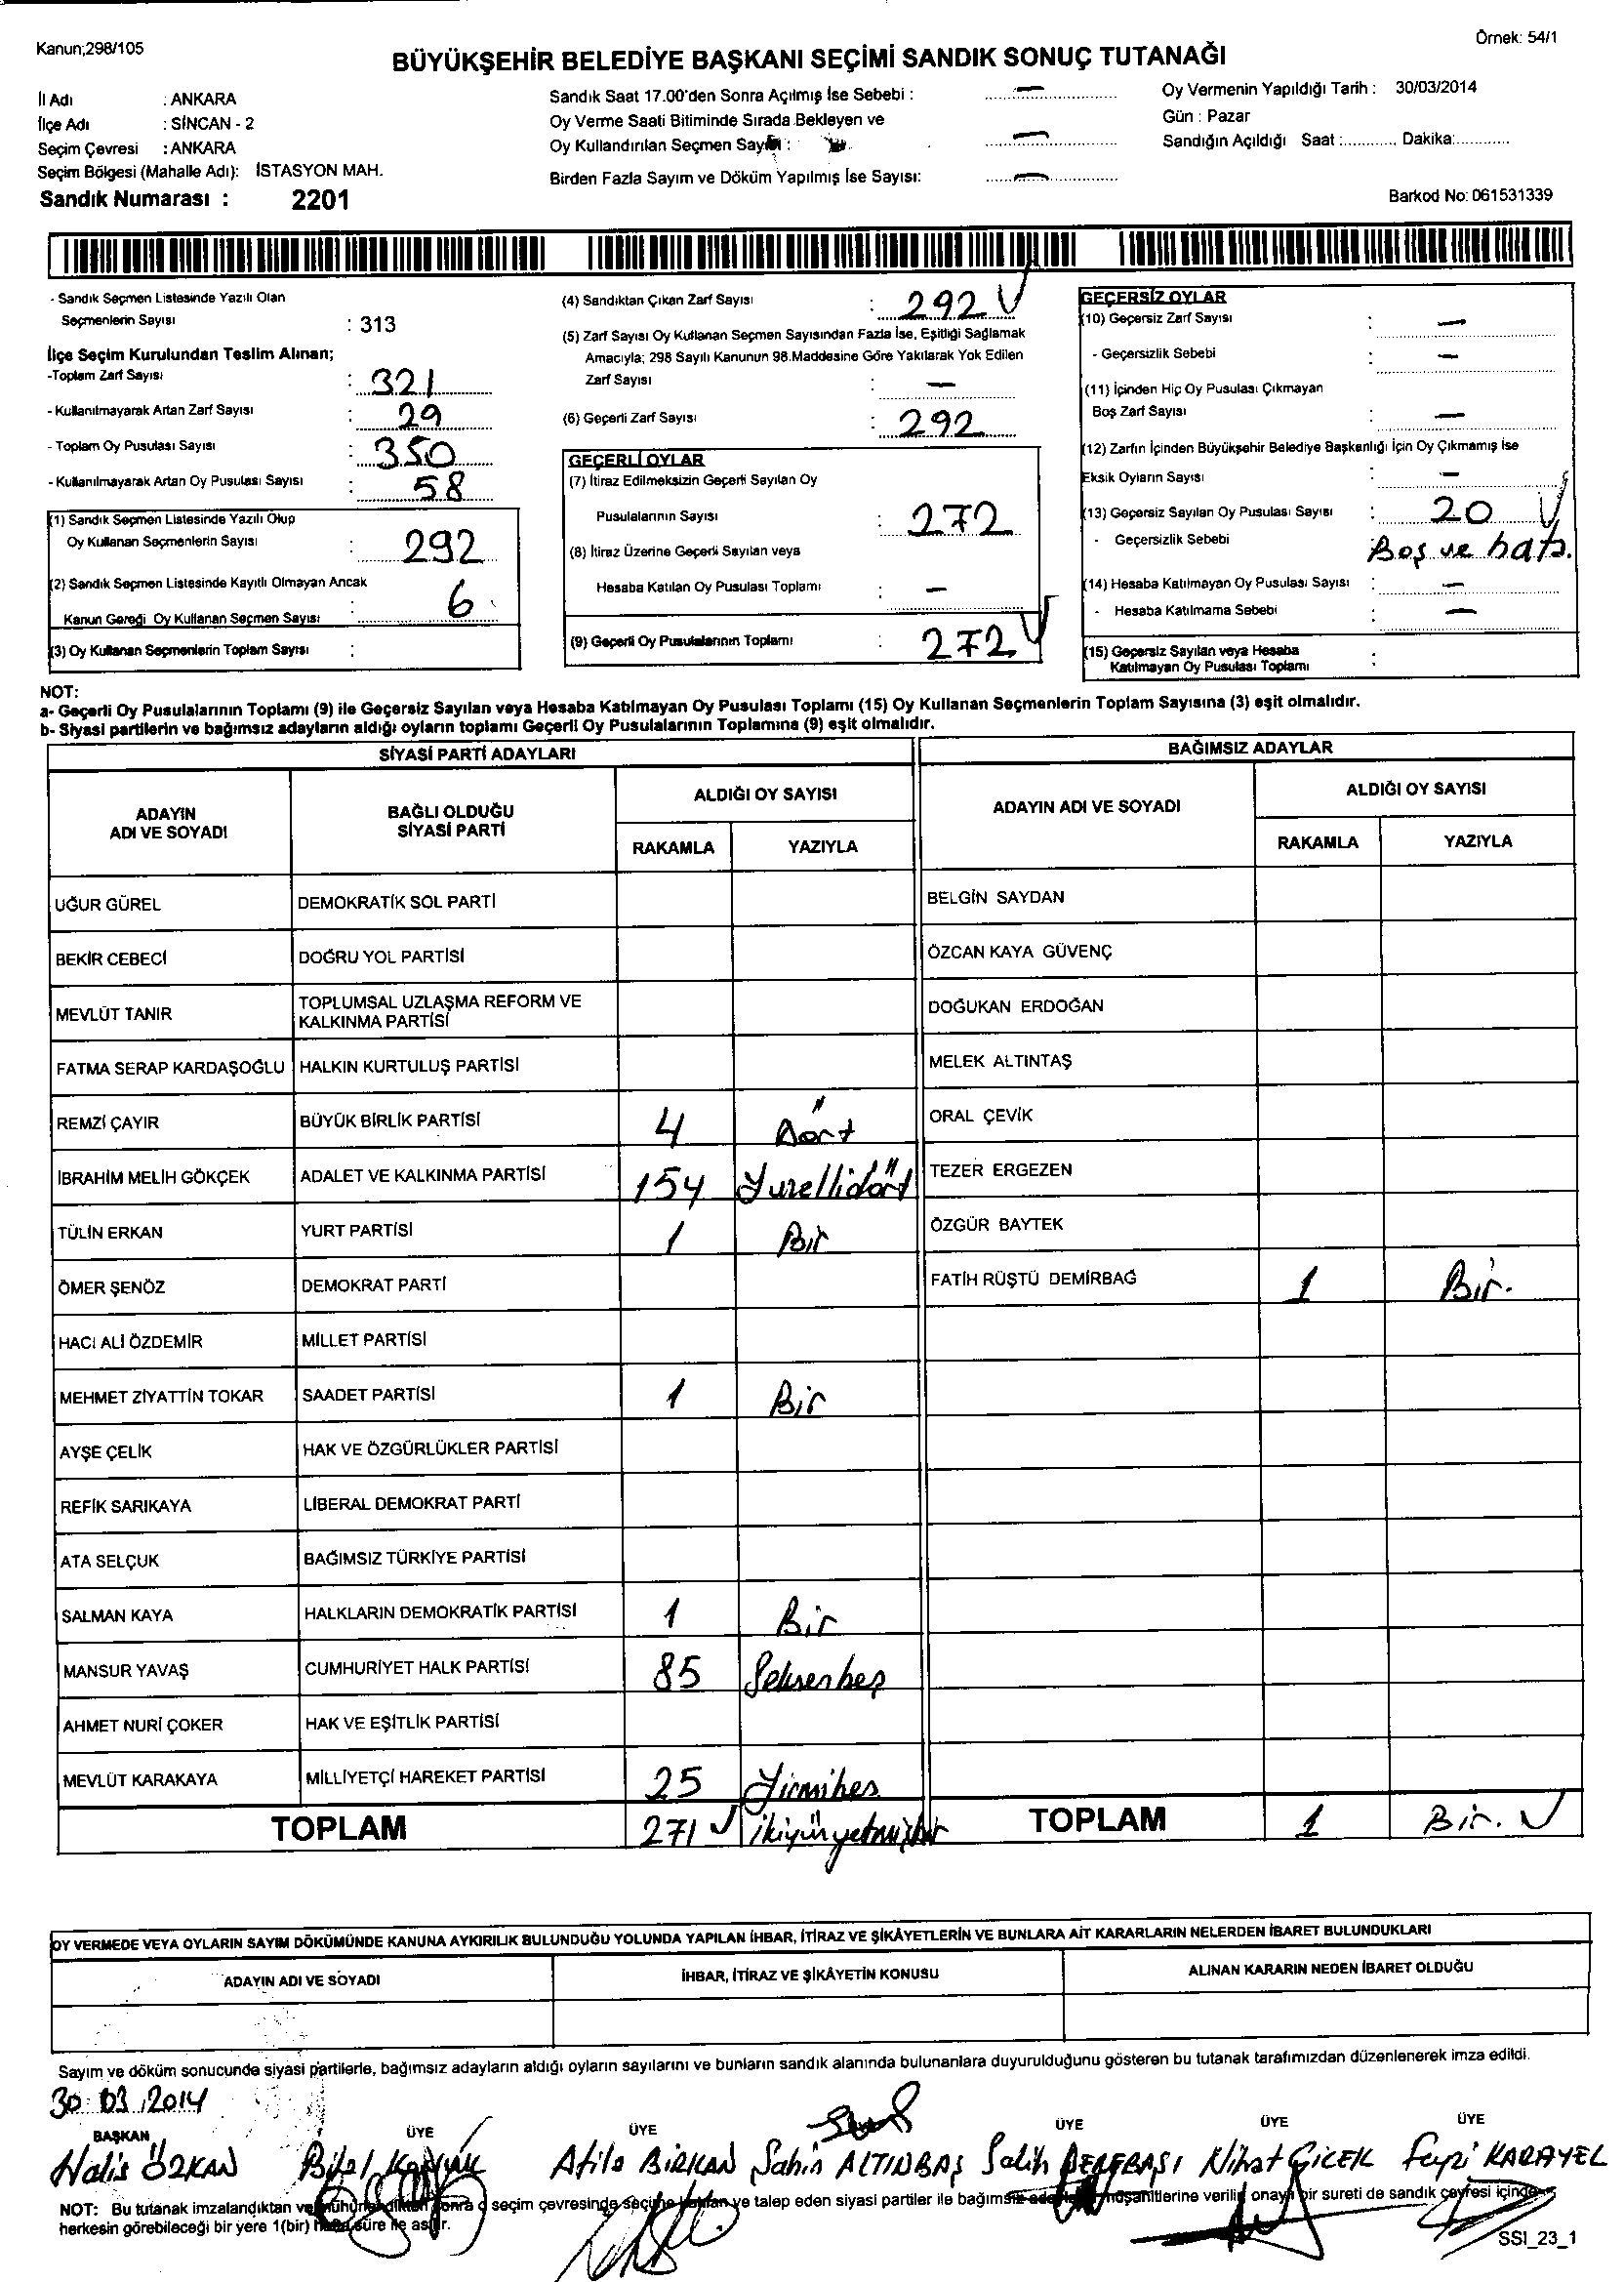 Kanun;298/105
Örnek: 54/1
BÜYÜKŞEHİR BELEDİYE BAŞKANI SEÇİMİ SANDIK SONUÇ TUTANAĞI
İl Adı : ANKARA
İlçe Adı : SİNCAN - 2
Seçim Çevresi : ANKARA
Seçim Bölgesi (Mahalle Adı): İSTASYON MAH.
Sandık Numarası : 2201
Sandık Saat 17.00'den Sonra Açılmış İse Sebebi : —
Oy Verme Saati Bitiminde Sırada Bekleyen ve
Oy Kullandırılan Seçmen Sayısı : —
Birden Fazla Sayım ve Döküm Yapılmış İse Sayısı: —
Oy Vermenin Yapıldığı Tarih : 30/03/2014
Gün : Pazar
Sandığın Açıldığı Saat :............ Dakika:............
Barkod No: 061531339
- Sandık Seçmen Listesinde Yazılı Olan
Seçmenlerin Sayısı : 313
İlçe Seçim Kurulundan Teslim Alınan;
-Toplam Zarf Sayısı : 321
- Kullanılmayarak Artan Zarf Sayısı : 29
- Toplam Oy Pusulası Sayısı : 350
- Kullanılmayarak Artan Oy Pusulası Sayısı : 58
(1) Sandık Seçmen Listesinde Yazılı Olup
Oy Kullanan Seçmenlerin Sayısı : 292
(2) Sandık Seçmen Listesinde Kayıtlı Olmayan Ancak
Kanun Gereği Oy Kullanan Seçmen Sayısı : 6
(3) Oy Kullanan Seçmenlerin Toplam Sayısı :
(4) Sandıktan Çıkan Zarf Sayısı : 292
(5) Zarf Sayısı Oy Kullanan Seçmen Sayısından Fazla İse, Eşitliği Sağlamak
Amacıyla; 298 Sayılı Kanunun 98.Maddesine Göre Yakılarak Yok Edilen
Zarf Sayısı : —
(6) Geçerli Zarf Sayısı : 292
GEÇERLİ OYLAR
(7) İtiraz Edilmeksizin Geçerli Sayılan Oy
Pusulalarının Sayısı : 272
(8) İtiraz Üzerine Geçerli Sayılan veya
Hesaba Katılan Oy Pusulası Toplamı : —
(9) Geçerli Oy Pusulalarının Toplamı : 272
GEÇERSİZ OYLAR
(10) Geçersiz Zarf Sayısı : —
- Geçersizlik Sebebi : —
(11) İçinden Hiç Oy Pusulası Çıkmayan
Boş Zarf Sayısı : —
(12) Zarfın İçinden Büyükşehir Belediye Başkanlığı İçin Oy Çıkmamış İse
Eksik Oyların Sayısı : —
(13) Geçersiz Sayılan Oy Pusulası Sayısı : 20
- Geçersizlik Sebebi Boş ve hata.
(14) Hesaba Katılmayan Oy Pusulası Sayısı : —
- Hesaba Katılmama Sebebi : —
(15) Geçersiz Sayılan veya Hesaba
Katılmayan Oy Pusulası Toplamı :
NOT:
a- Geçerli Oy Pusulalarının Toplamı (9) ile Geçersiz Sayılan veya Hesaba Katılmayan Oy Pusulası Toplamı (15) Oy Kullanan Seçmenlerin Toplam Sayısına (3) eşit olmalıdır.
b- Siyasi partilerin ve bağımsız adayların aldığı oyların toplamı Geçerli Oy Pusulalarının Toplamına (9) eşit olmalıdır.
SİYASİ PARTİ ADAYLARI
ADAYIN ADI VE SOYADI
BAĞLI OLDUĞU SİYASİ PARTİ
ALDIĞI OY SAYISI
RAKAMLA YAZIYLA
UĞUR GÜREL DEMOKRATİK SOL PARTİ
BEKİR CEBECİ DOĞRU YOL PARTİSİ
MEVLÜT TANIR TOPLUMSAL UZLAŞMA REFORM VE KALKINMA PARTİSİ
FATMA SERAP KARDAŞOĞLU HALKIN KURTULUŞ PARTİSİ
REMZİ ÇAYIR BÜYÜK BİRLİK PARTİSİ 4 Dört
İBRAHİM MELİH GÖKÇEK ADALET VE KALKINMA PARTİSİ 154 Yüzellidört
TÜLİN ERKAN YURT PARTİSİ 1 Bir
ÖMER ŞENÖZ DEMOKRAT PARTİ
HACI ALİ ÖZDEMİR MİLLET PARTİSİ
MEHMET ZİYATTİN TOKAR SAADET PARTİSİ 1 Bir
AYŞE ÇELİK HAK VE ÖZGÜRLÜKLER PARTİSİ
REFİK SARIKAYA LİBERAL DEMOKRAT PARTİ
ATA SELÇUK BAĞIMSIZ TÜRKİYE PARTİSİ
SALMAN KAYA HALKLARIN DEMOKRATİK PARTİSİ 1 Bir
MANSUR YAVAŞ CUMHURİYET HALK PARTİSİ 85 Seksenbeş
AHMET NURİ ÇOKER HAK VE EŞİTLİK PARTİSİ
MEVLÜT KARAKAYA MİLLİYETÇİ HAREKET PARTİSİ 25 Yirmibeş
TOPLAM 271 İkiyüzyetmişbir
BAĞIMSIZ ADAYLAR
ADAYIN ADI VE SOYADI
ALDIĞI OY SAYISI
RAKAMLA YAZIYLA
BELGİN SAYDAN
ÖZCAN KAYA GÜVENÇ
DOĞUKAN ERDOĞAN
MELEK ALTINTAŞ
ORAL ÇEVİK
TEZER ERGEZEN
ÖZGÜR BAYTEK
FATİH RÜŞTÜ DEMİRBAĞ 1 Bir.
TOPLAM 1 Bir.
OY VERMEDE VEYA OYLARIN SAYIM DÖKÜMÜNDE KANUNA AYKIRILIK BULUNDUĞU YOLUNDA YAPILAN İHBAR, İTİRAZ VE ŞİKÂYETLERİN VE BUNLARA AİT KARARLARIN NELERDEN İBARET BULUNDUKLARI
ADAYIN ADI VE SOYADI İHBAR, İTİRAZ VE ŞİKÂYETİN KONUSU ALINAN KARARIN NEDEN İBARET OLDUĞU
Sayım ve döküm sonucunda siyasi partilerle, bağımsız adayların aldığı oyların sayılarını ve bunların sandık alanında bulunanlara duyurulduğunu gösteren bu tutanak tarafımızdan düzenlenerek imza edildi.
30.03.2014
BAŞKAN ÜYE ÜYE ÜYE ÜYE ÜYE
Halis ÖZKAN Atila BİRKAN Şahin ALTINBAŞ Salih DEREBAŞI Nihat ÇİÇEK Feyzi KARAYEL
NOT: Bu tutanak imzalandıktan ve mühürlendikten sonra seçim çevresinde seçime katılan ve talep eden siyasi partiler ile bağımsız müşahitlerine verilir onaylı bir sureti de sandık çevresi içinde
herkesin görebileceği bir yere 1(bir) hafta süre ile asılır.
SSI_23_1